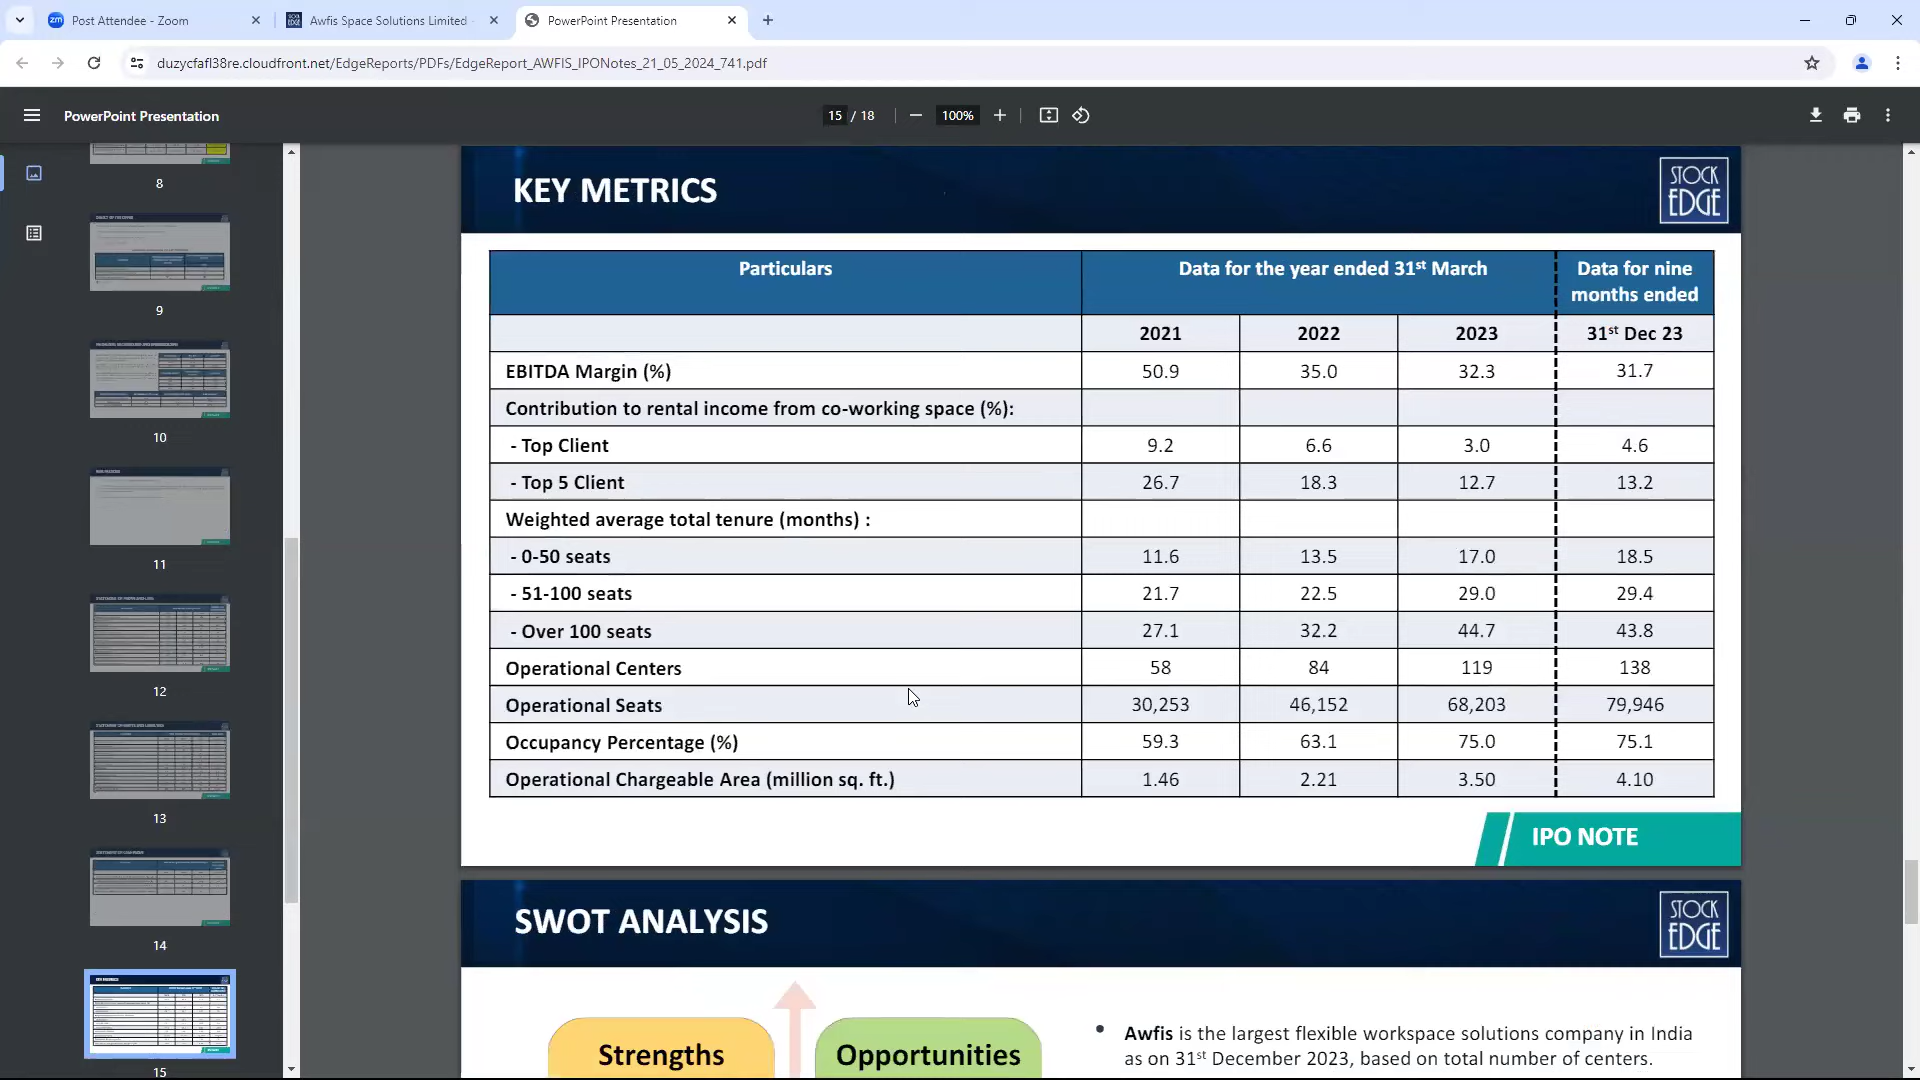 Post Attendee - Zoom
Awfis Space Solutions Limited
PowerPoint Presentation
duzycfafl38re.cloudfront.net/EdgeReports/PDFs/EdgeReport_AWFIS_IPONotes_21_05_2024_741.pdf
PowerPoint Presentation
15 / 18
100%
8
9
10
11
12
13
14
15
KEY METRICS
STOCK
EDGE
Particulars Data for the year ended 31st March Data for nine
months ended
2021 2022 2023 31st Dec 23
EBITDA Margin (%) 50.9 35.0 32.3 31.7
Contribution to rental income from co-working space (%):
- Top Client 9.2 6.6 3.0 4.6
- Top 5 Client 26.7 18.3 12.7 13.2
Weighted average total tenure (months) :
- 0-50 seats 11.6 13.5 17.0 18.5
- 51-100 seats 21.7 22.5 29.0 29.4
- Over 100 seats 27.1 32.2 44.7 43.8
Operational Centers 58 84 119 138
Operational Seats 30,253 46,152 68,203 79,946
Occupancy Percentage (%) 59.3 63.1 75.0 75.1
Operational Chargeable Area (million sq. ft.) 1.46 2.21 3.50 4.10
IPO NOTE
SWOT ANALYSIS
STOCK
EDGE
Strengths
Opportunities
• Awfis is the largest flexible workspace solutions company in India
as on 31st December 2023, based on total number of centers.